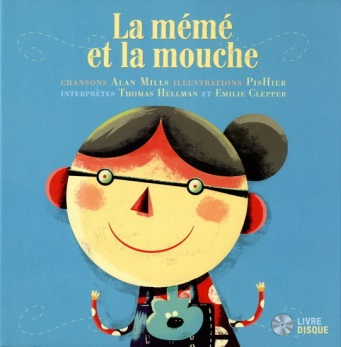 La mémé
et la mouche
CHANSONS ALAN MILLS ILLUSTRATIONS PISHIER
INTERPRÈTES THOMAS HELLMAN ET EMILIE CLEPPER
LIVRE
DISQUE